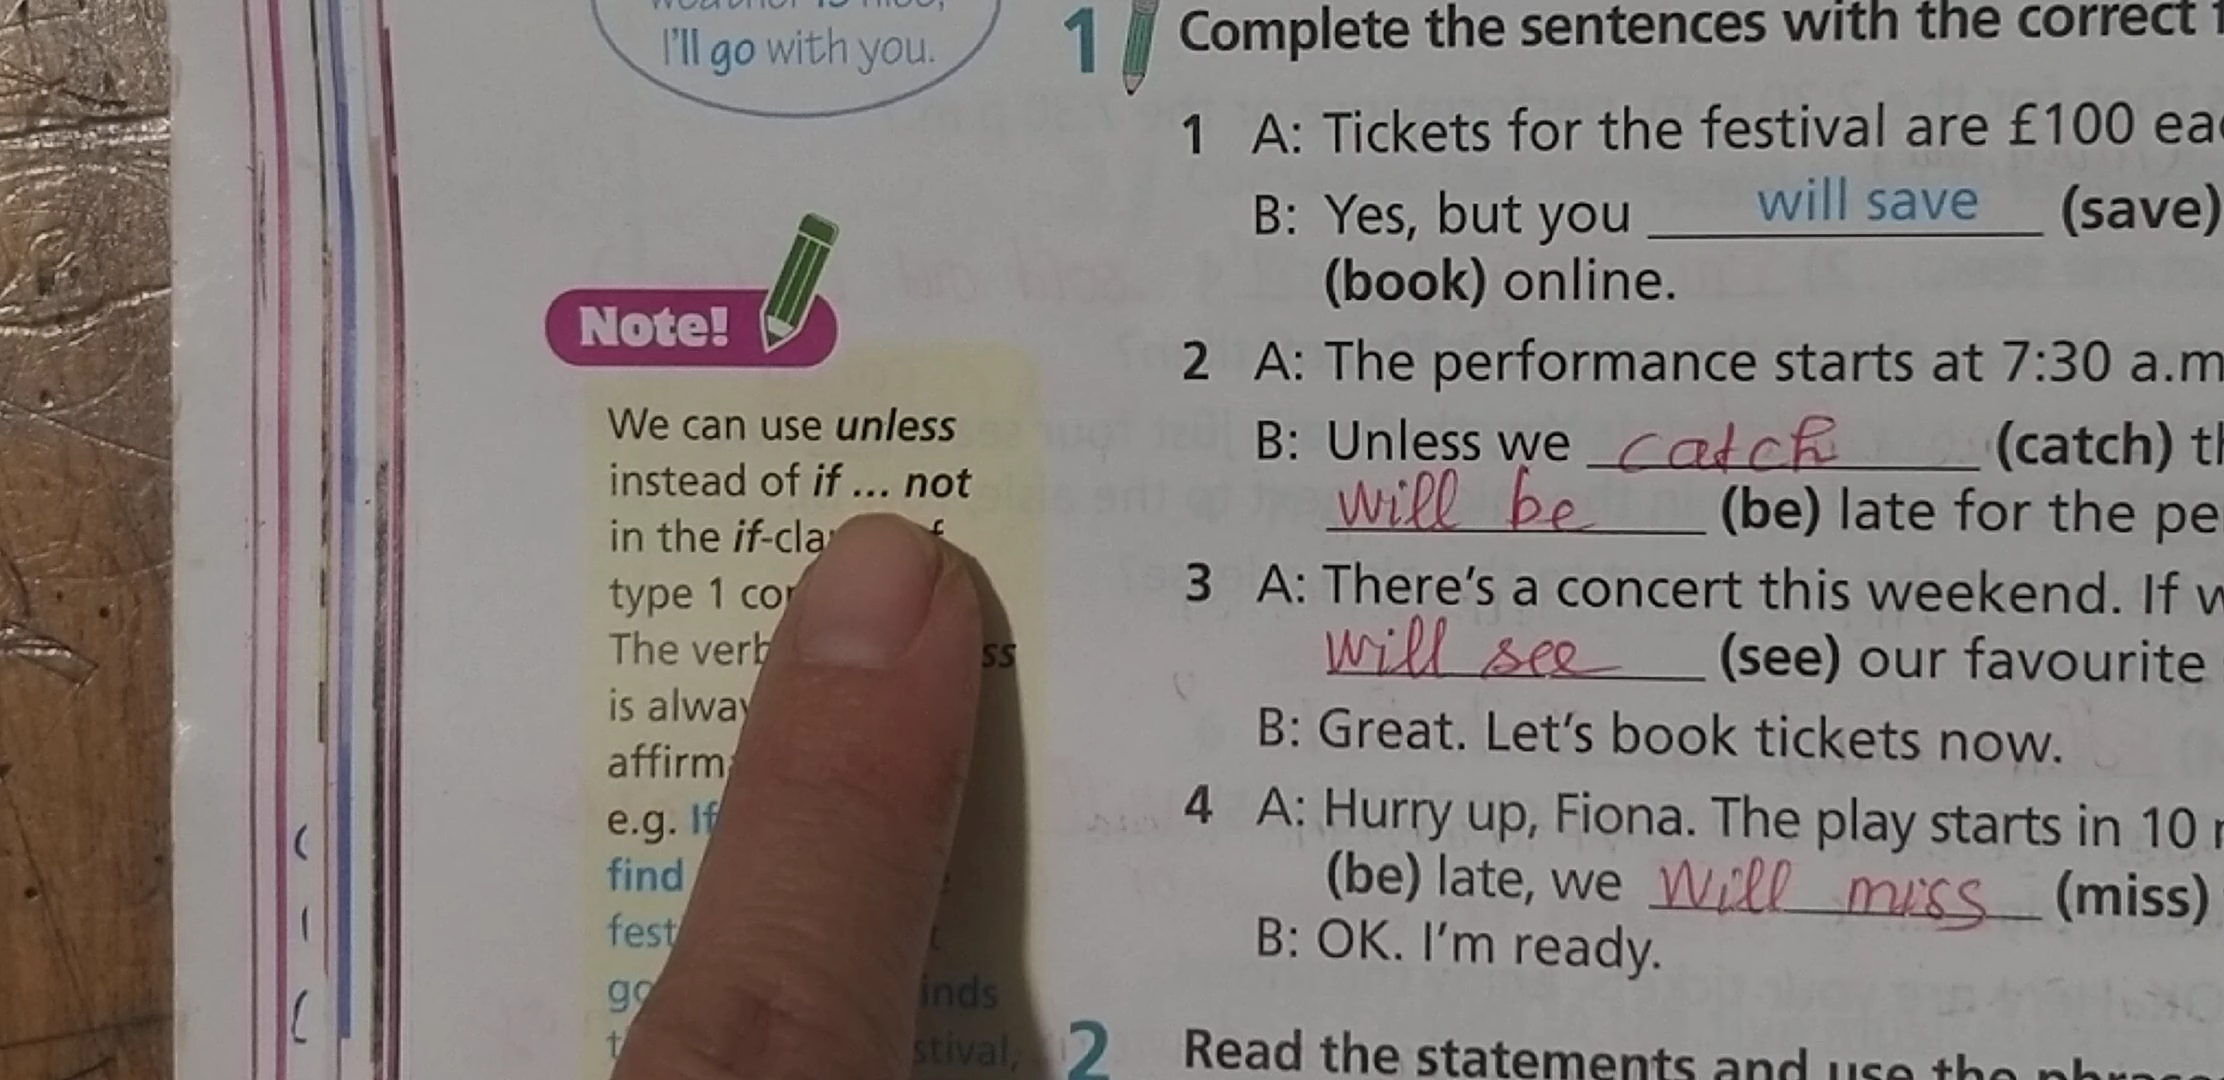 I'll go with you.
1 Complete the sentences with the correct
1 A: Tickets for the festival are £100
B: Yes, but you will save (save)
(book) online.
2 A: The performance starts at 7:30
B: Unless we catch (catch)
will be (be) late for the
3 A: There's a concert this weekend. If
will see (see) our favourite
B: Great. Let's book tickets now.
4 A: Hurry up, Fiona. The play starts in 10
(be) late, we will miss (miss)
B: OK. I'm ready.
2 Read the statements and use the
Note!
We can use unless
instead of if ... not
in the if
type 1
The
is
e.g. If
find